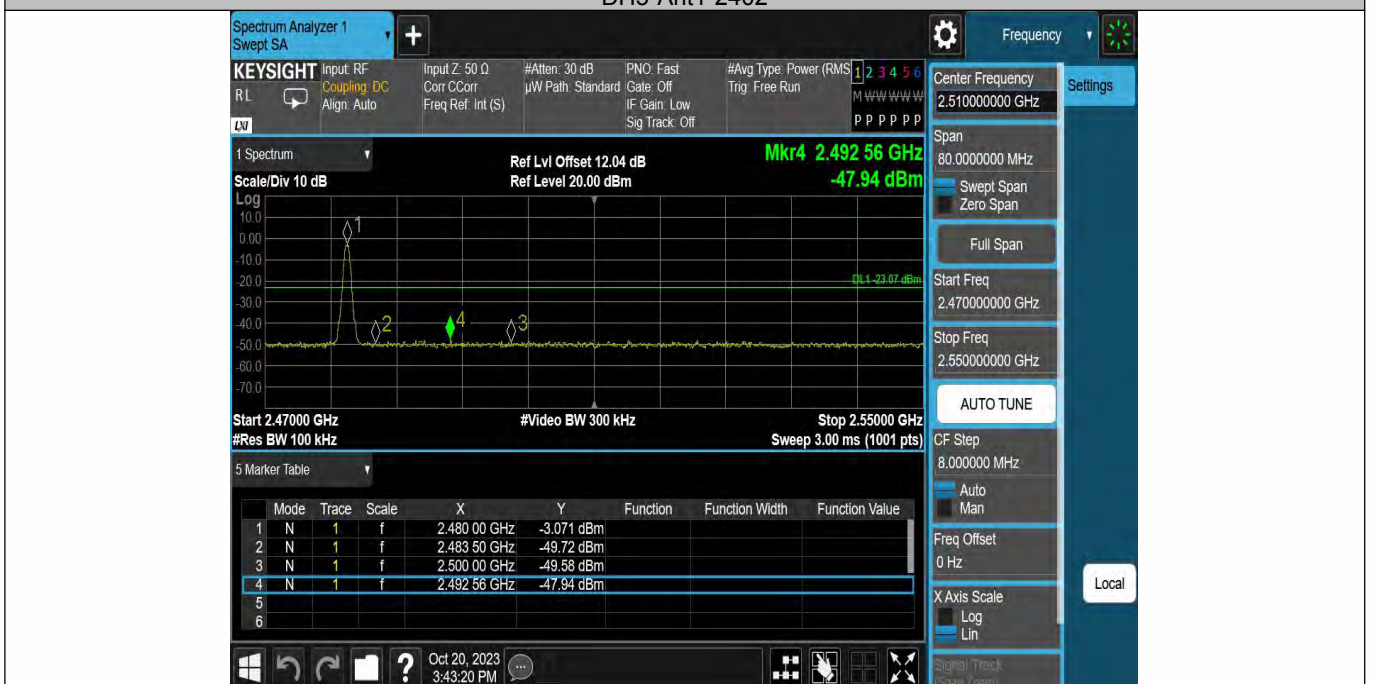 DH5-Ant1-2402
Spectrum Analyzer 1
Swept SA
Frequency
KEYSIGHT
RL
LXI
Input: RF
Coupling: DC
Align: Auto
Input Z: 50 Ω
Corr CCorr
Freq Ref: Int (S)
#Atten: 30 dB
µW Path: Standard
PNO: Fast
Gate: Off
IF Gain: Low
Sig Track: Off
#Avg Type: Power (RMS
Trig: Free Run
1 2 3 4 5 6
M W W W W W
P P P P P P
Center Frequency
2.510000000 GHz
Settings
Span
80.0000000 MHz
Swept Span
Zero Span
Full Span
Start Freq
2.470000000 GHz
Stop Freq
2.550000000 GHz
AUTO TUNE
CF Step
8.000000 MHz
Auto
Man
Freq Offset
0 Hz
X Axis Scale
Log
Lin
Signal Track
(Span Zoom)
Local
1 Spectrum
Scale/Div 10 dB
Ref Lvl Offset 12.04 dB
Ref Level 20.00 dBm
Mkr4 2.492 56 GHz
-47.94 dBm
Log
10.0
0.00
-10.0
-20.0
-30.0
-40.0
-50.0
-60.0
-70.0
1
2
4
3
DL1 -23.07 dBm
Start 2.47000 GHz
#Video BW 300 kHz
Stop 2.55000 GHz
#Res BW 100 kHz
Sweep 3.00 ms (1001 pts)
5 Marker Table
Mode Trace Scale X Y Function Function Width Function Value
1 N 1 f 2.480 00 GHz -3.071 dBm
2 N 1 f 2.483 50 GHz -49.72 dBm
3 N 1 f 2.500 00 GHz -49.58 dBm
4 N 1 f 2.492 56 GHz -47.94 dBm
5
6
?
Oct 20, 2023
3:43:20 PM